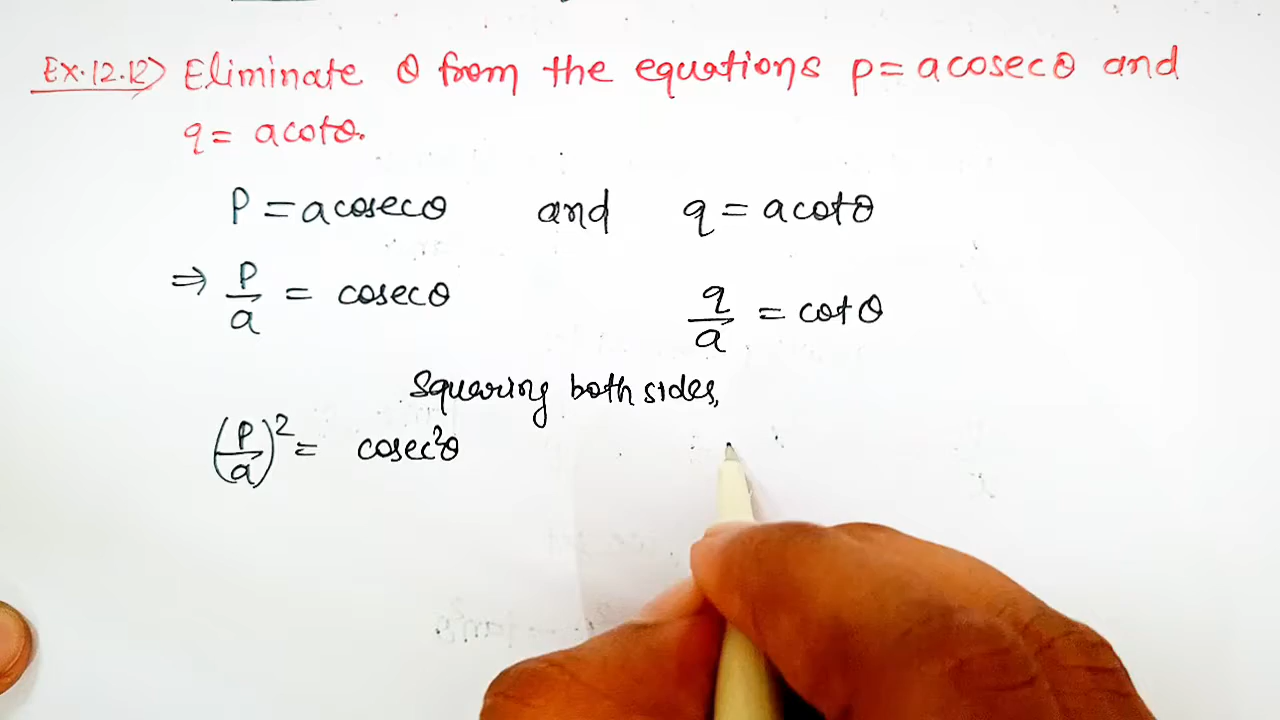 Ex.12.12) Eliminate θ from the equations p = a cosec θ and
q = a cot θ.
P = a cosec θ and q = a cot θ
⇒ P/a = cosec θ q/a = cot θ
Squaring both sides,
(P/a)² = cosec²θ